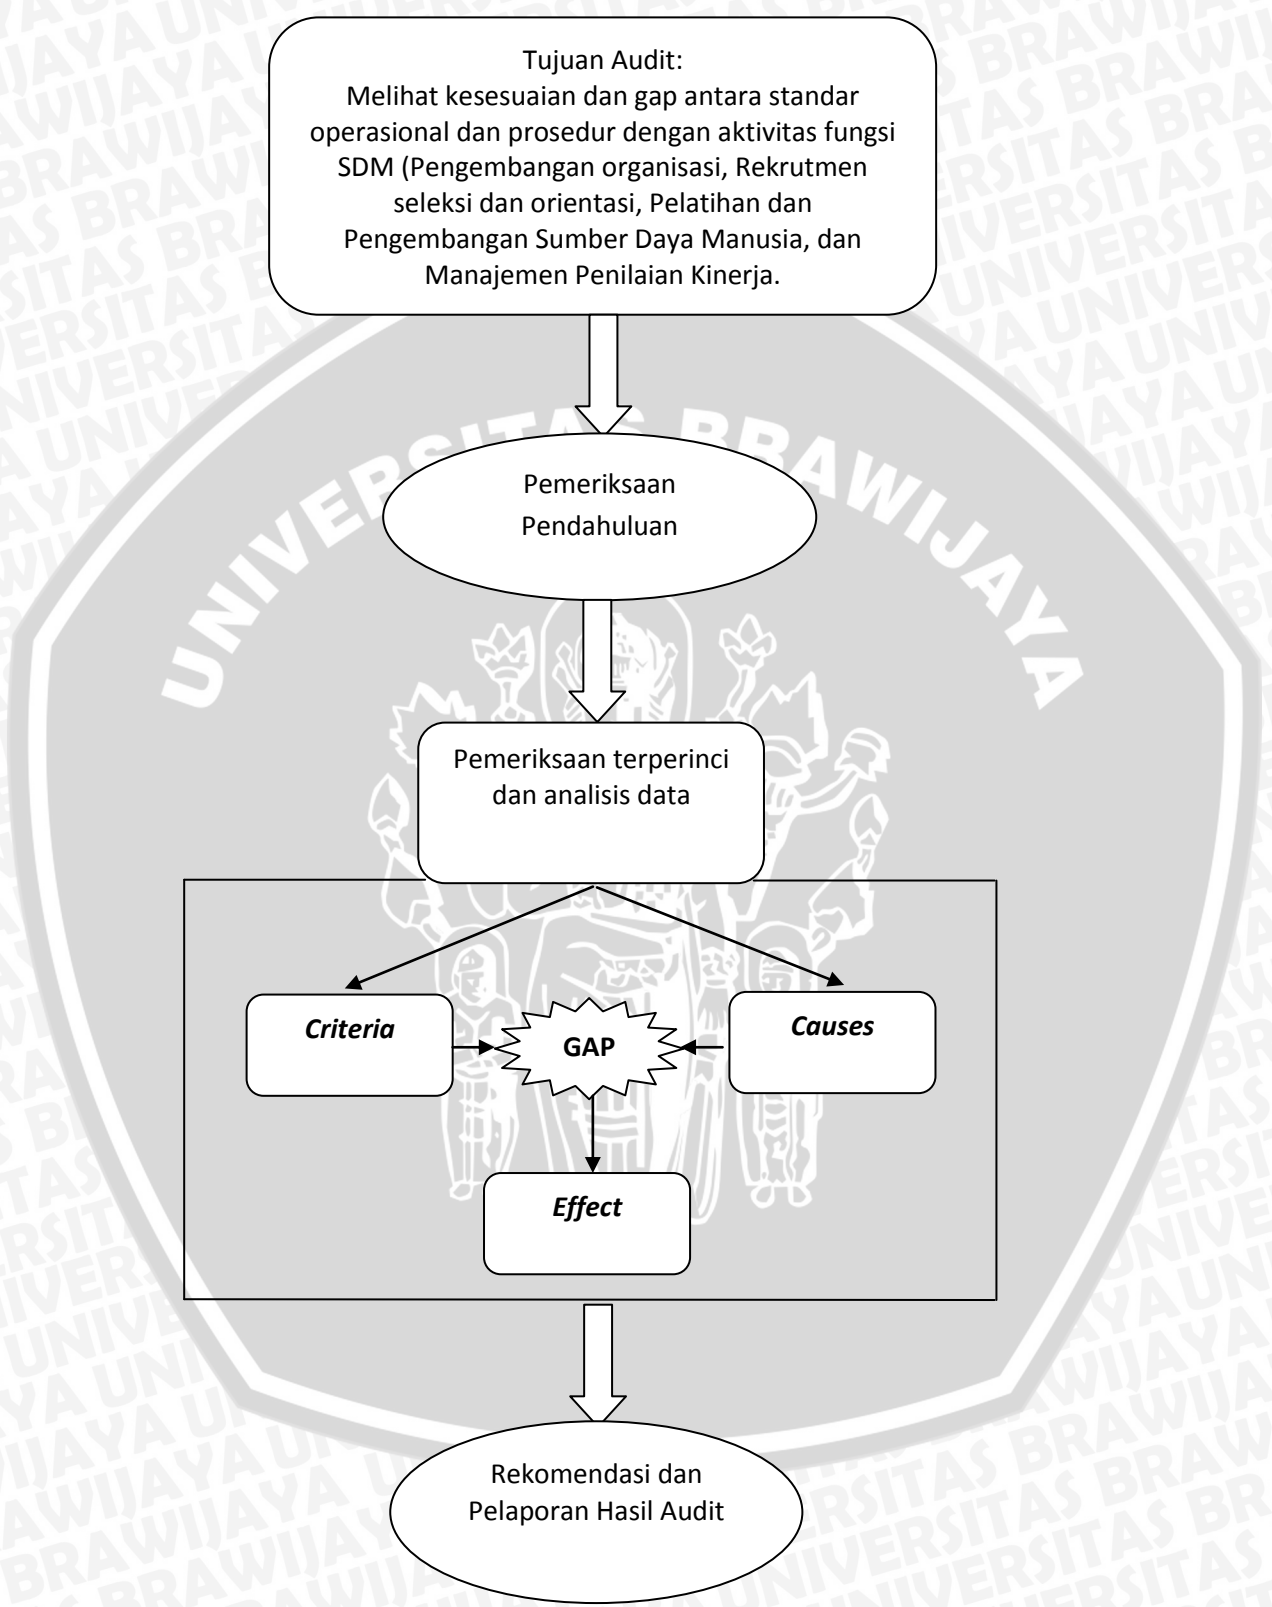 Tujuan Audit:
Melihat kesesuaian dan gap antara standar
operasional dan prosedur dengan aktivitas fungsi
SDM (Pengembangan organisasi, Rekrutmen
seleksi dan orientasi, Pelatihan dan
Pengembangan Sumber Daya Manusia, dan
Manajemen Penilaian Kinerja.
UNIVERSITAS BRAWIJAYA
Pemeriksaan
Pendahuluan
Pemeriksaan terperinci
dan analisis data
Criteria
GAP
Causes
Effect
Rekomendasi dan
Pelaporan Hasil Audit